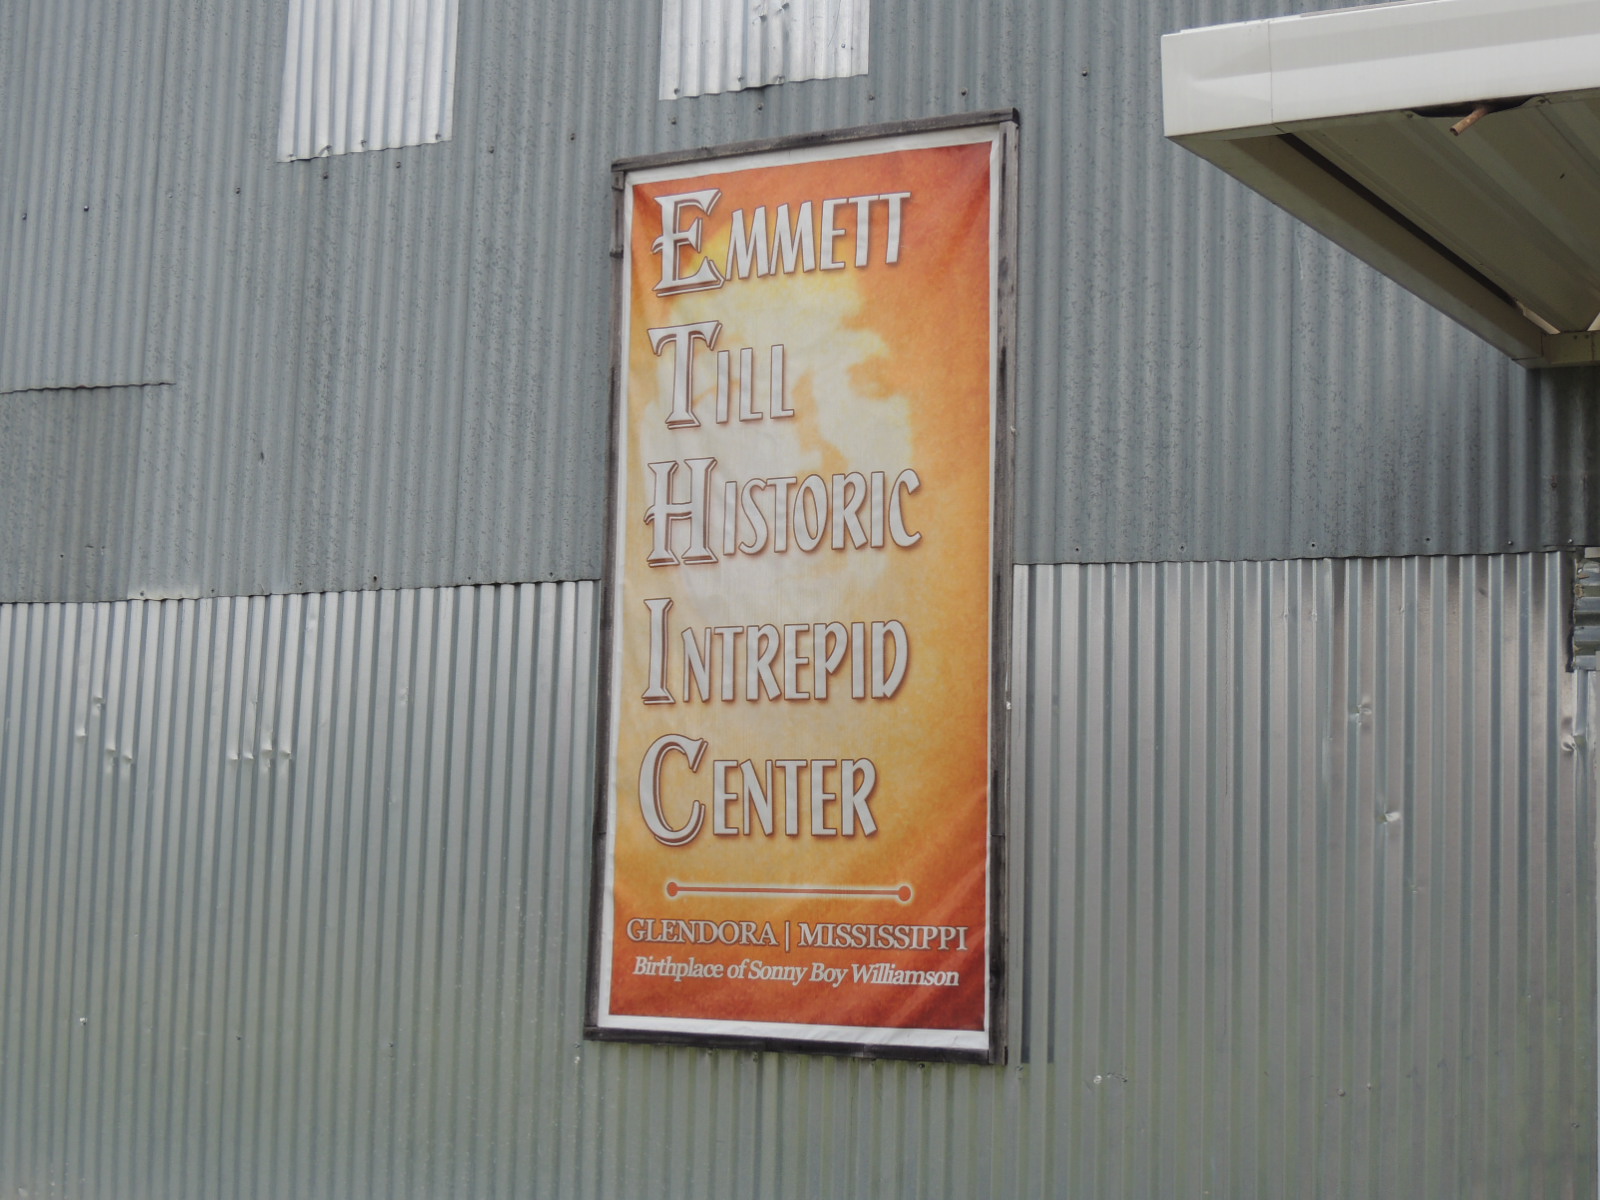 EMMETT
TILL
HISTORIC
INTREPID
CENTER
GLENDORA | MISSISSIPPI
Birthplace of Sonny Boy Williamson